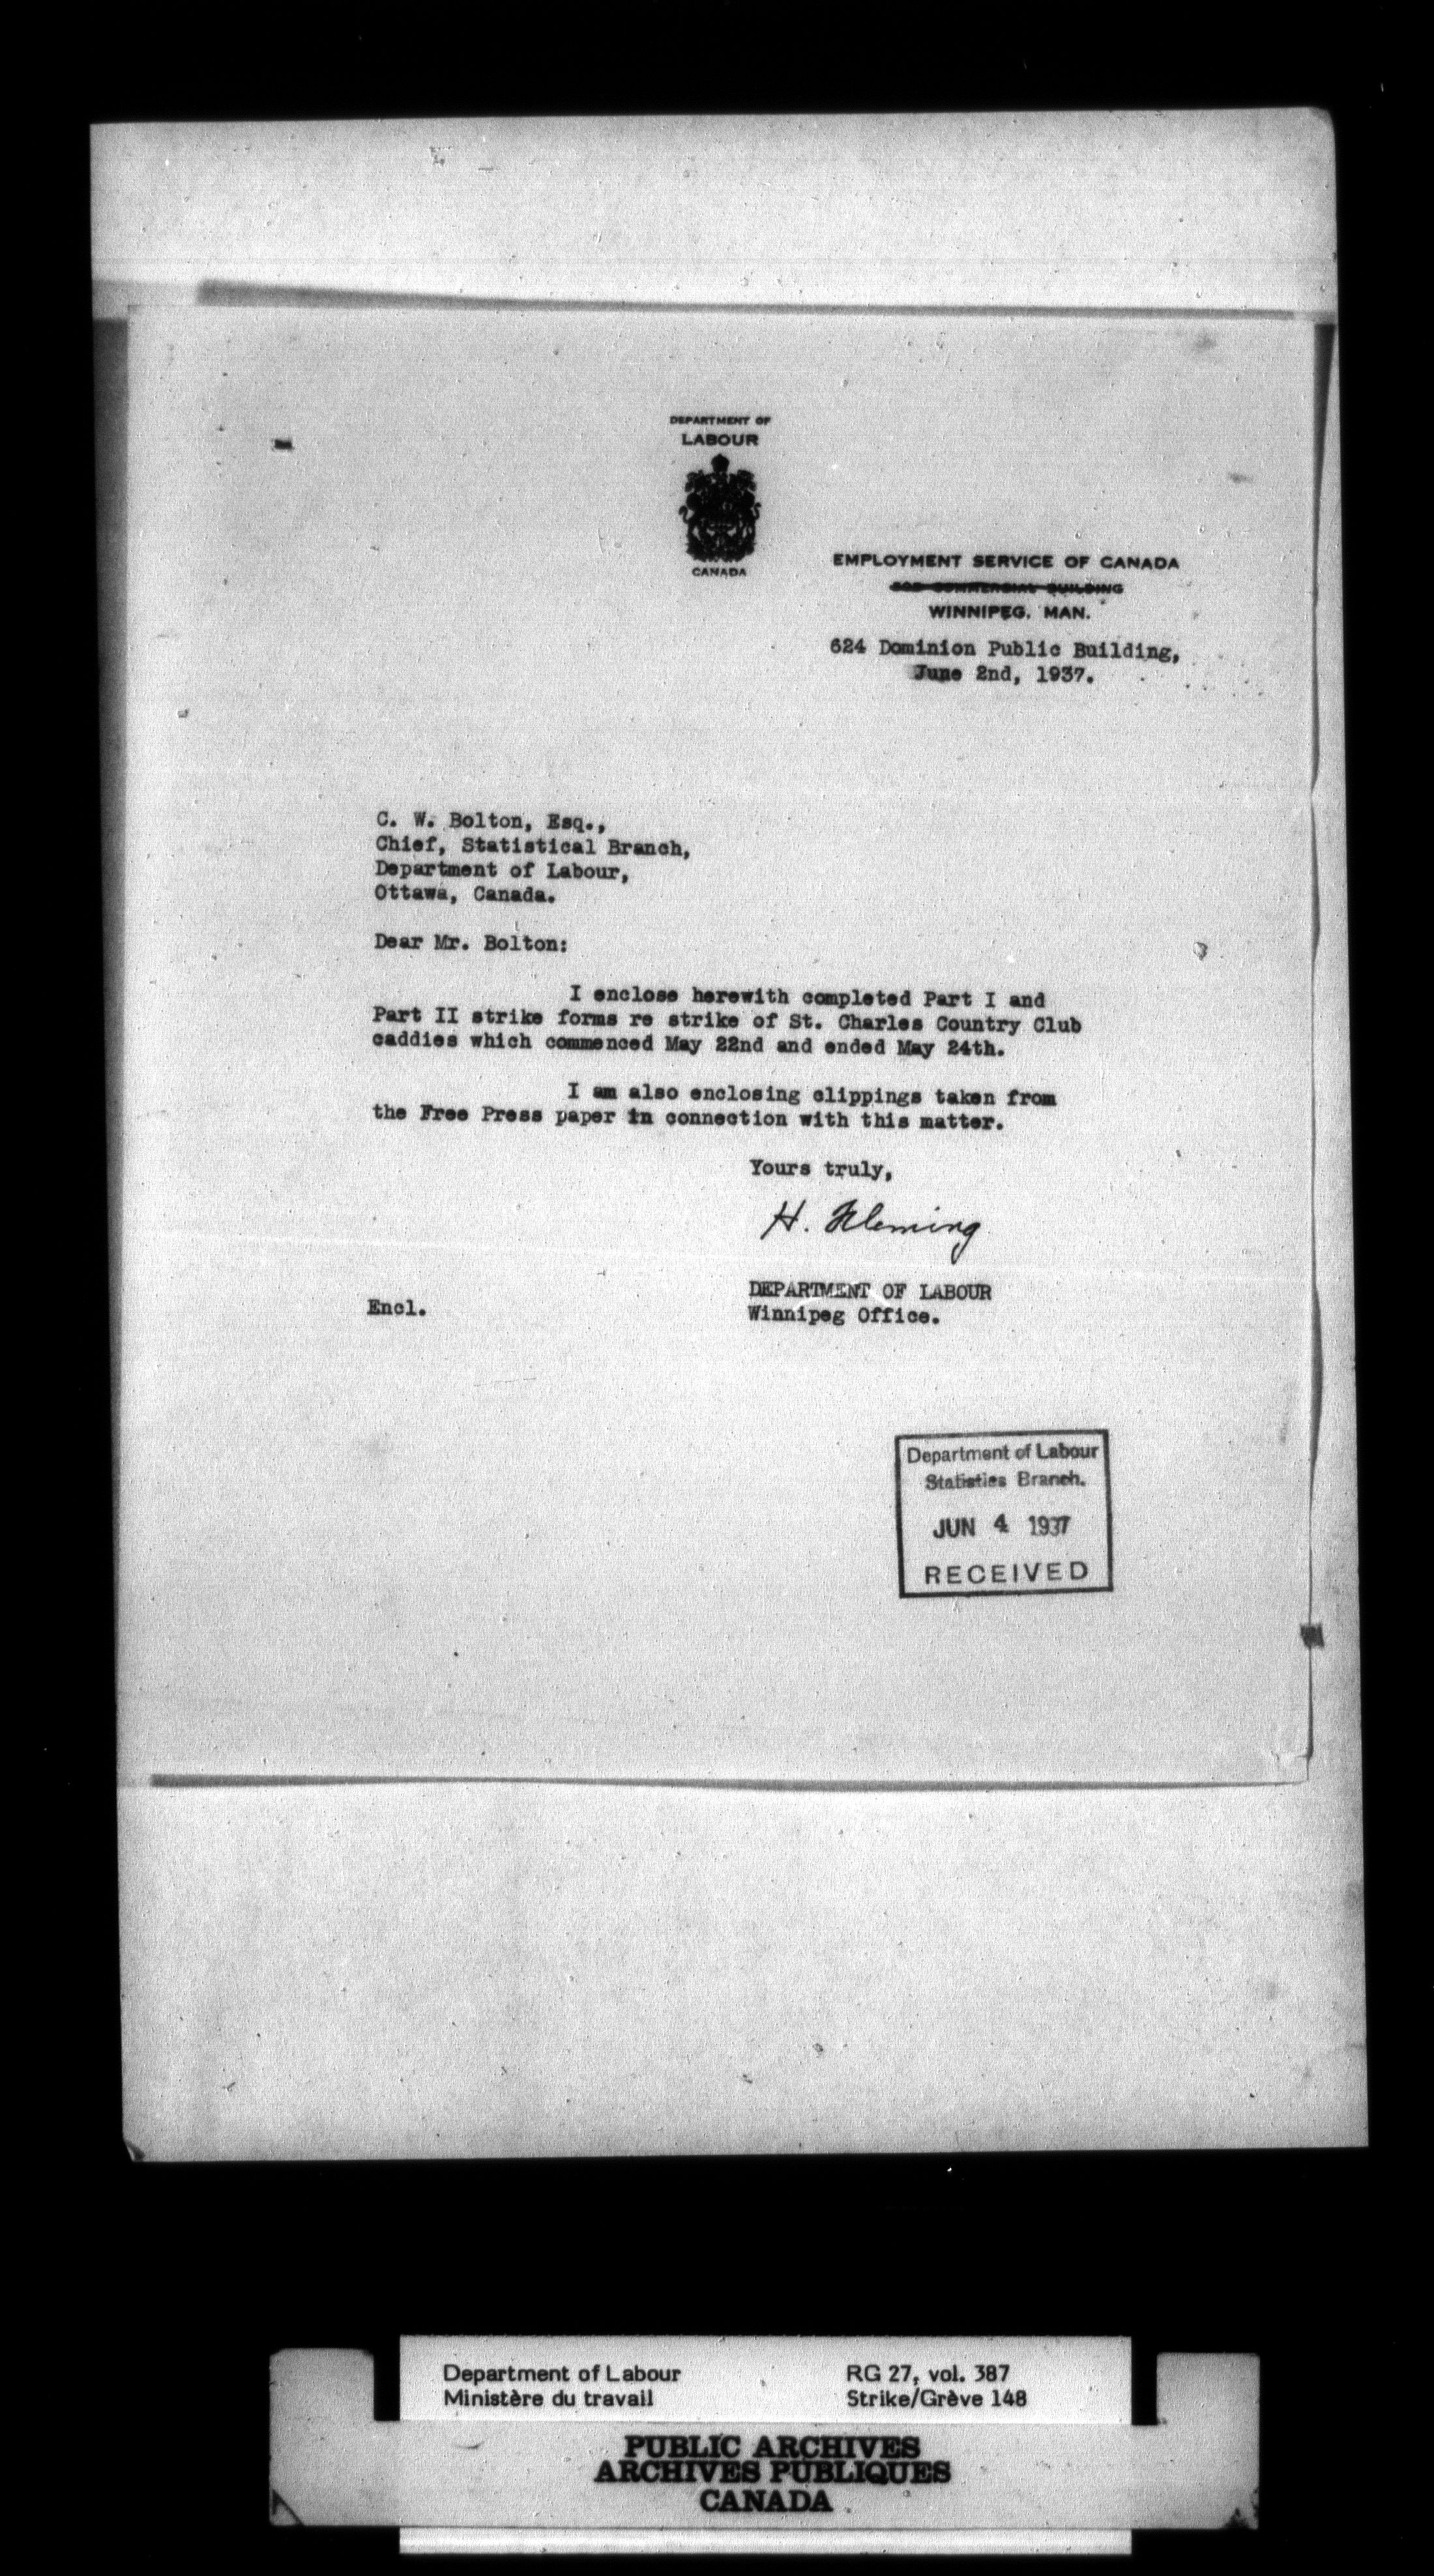 DEPARTMENT OF
LABOUR
CANADA
EMPLOYMENT SERVICE OF CANADA
COMMERCIAL BUILDING
WINNIPEG, MAN.
624 Dominion Public Building,
June 2nd, 1937.
C. W. Bolton, Esq.,
Chief, Statistical Branch,
Department of Labour,
Ottawa, Canada.
Dear Mr. Bolton:
I enclose herewith completed Part I and
Part II strike forms re strike of St. Charles Country Club
caddies which commenced May 22nd and ended May 24th.
I am also enclosing clippings taken from
the Free Press paper in connection with this matter.
Yours truly,
H. Fleming
DEPARTMENT OF LABOUR
Winnipeg Office.
Encl.
Department of Labour
Statistics Branch.
JUN 4 1937
RECEIVED
Department of Labour
Ministère du travail
RG 27, vol. 387
Strike/Grève 148
PUBLIC ARCHIVES
ARCHIVES PUBLIQUES
CANADA